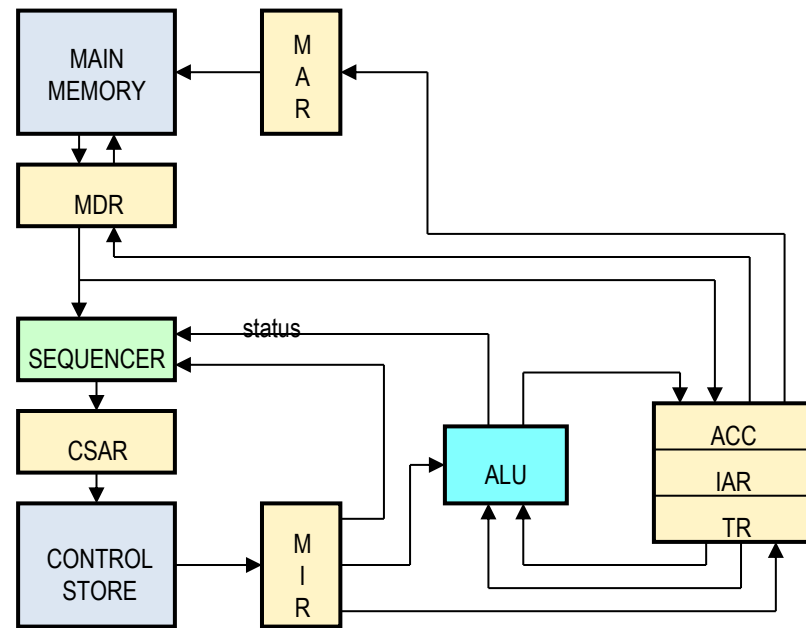 MAIN
MEMORY
M
A
R
MDR
status
SEQUENCER
CSAR
CONTROL
STORE
M
I
R
ALU
ACC
IAR
TR